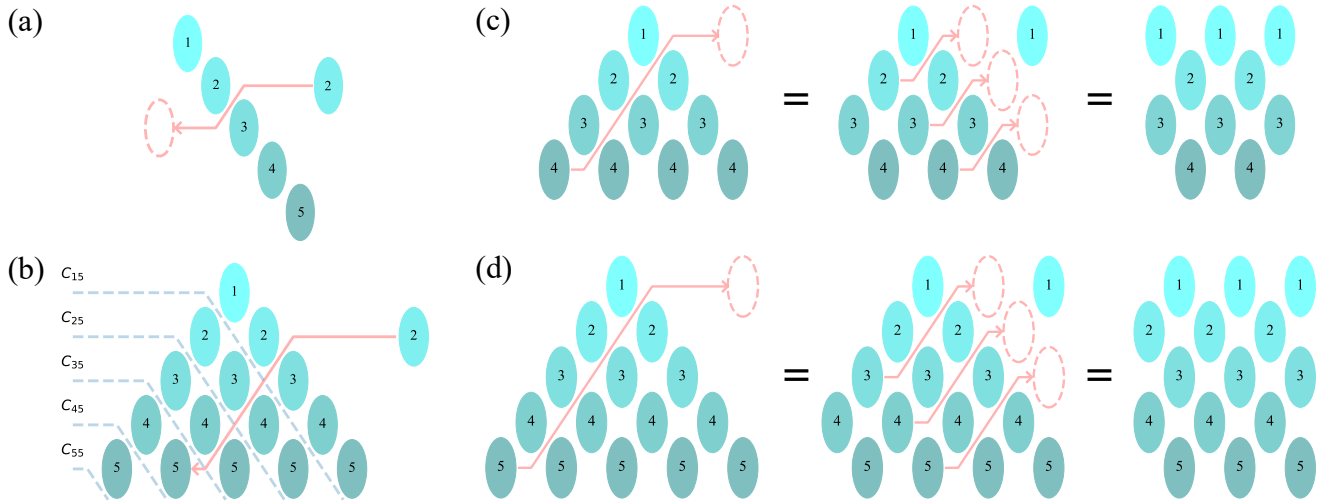 (a)
1
2 2
3
4
5
(b)
C15 1
C25 2 2 2
C35 3 3 3
C45 4 4 4 4
C55 5 5 5 5 5
(c)
1 1 1 1 1 1
2 2 2 2 2 2
= =
3 3 3 3 3 3 3 3 3
4 4 4 4 4 4 4 4 4
(d)
1 1 1 1 1 1
2 2 2 2 2 2 2
= =
3 3 3 3 3 3 3 3 3
4 4 4 4 4 4 4 4 4 4 4
5 5 5 5 5 5 5 5 5 5 5 5